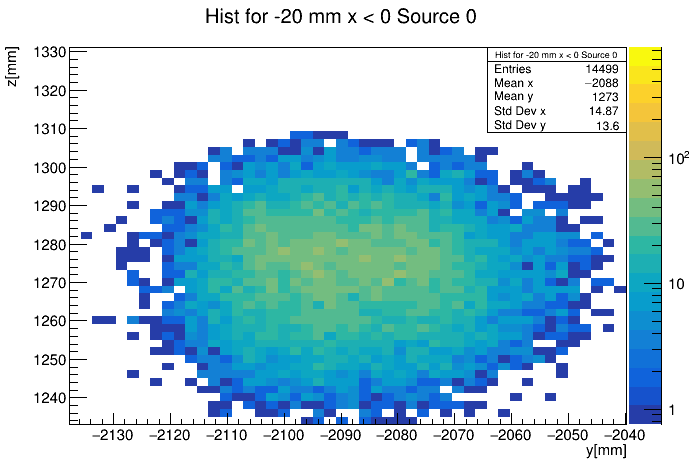 Hist for -20 mm x < 0 Source 0
z[mm]
1330
1320
1310
1300
1290
1280
1270
1260
1250
1240
Hist for -20 mm x < 0 Source 0
Entries 14499
Mean x −2088
Mean y 1273
Std Dev x 14.87
Std Dev y 13.6
10²
10
1
−2130 −2120 −2110 −2100 −2090 −2080 −2070 −2060 −2050 −2040
y[mm]